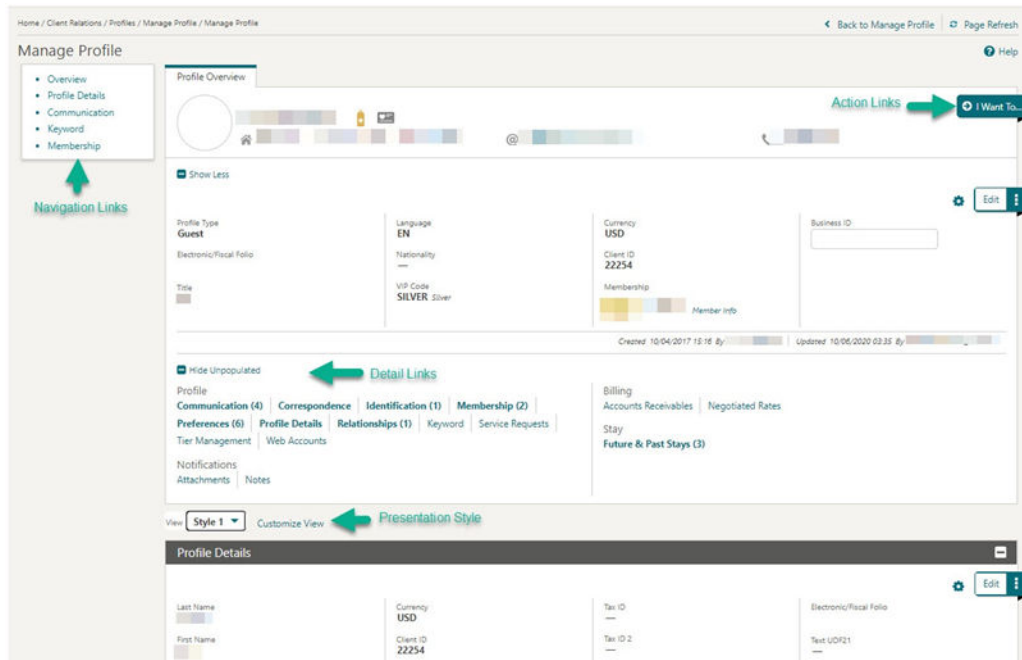 Home / Client Relations / Profiles / Manage Profile / Manage Profile
Back to Manage Profile
Page Refresh
Manage Profile
Help
Overview
Profile Details
Communication
Keyword
Membership
Navigation Links
Profile Overview
Action Links
I Want To...
@
Show Less
Edit
Profile Type
Guest
Language
EN
Currency
USD
Business ID
Electronic/Fiscal Folio
Nationality
—
Client ID
22254
Title
VIP Code
SILVER Silver
Membership
Member Info
Created 10/04/2017 15:16 By
Updated 10/06/2020 03:35 By
Hide Unpopulated
Detail Links
Profile
Communication (4) Correspondence Identification (1) Membership (2)
Preferences (6) Profile Details Relationships (1) Keyword Service Requests
Tier Management Web Accounts
Notifications
Attachments Notes
Billing
Accounts Receivables Negotiated Rates
Stay
Future & Past Stays (3)
View Style 1 Customize View
Presentation Style
Profile Details
Edit
Last Name
Currency
USD
Tax ID
—
Electronic/Fiscal Folio
First Name
Client ID
22254
Tax ID 2
—
Text UDF21
—